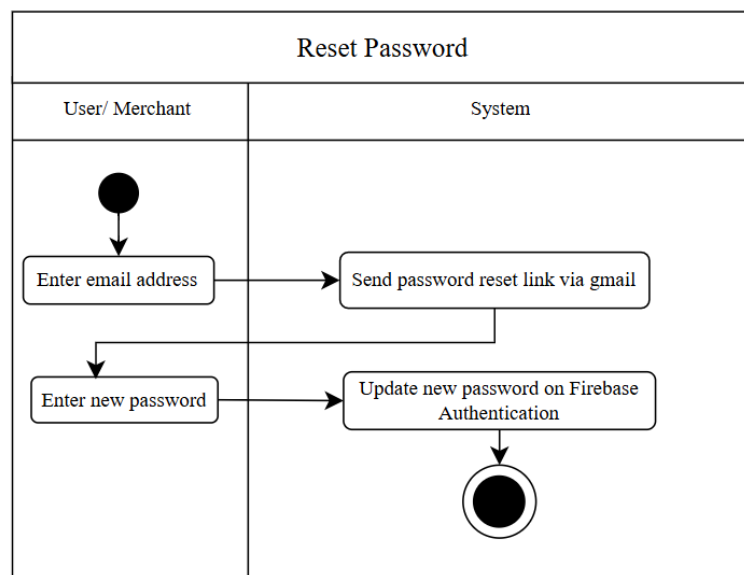 Reset Password
User/ Merchant
System
Enter email address
Send password reset link via gmail
Enter new password
Update new password on Firebase
Authentication